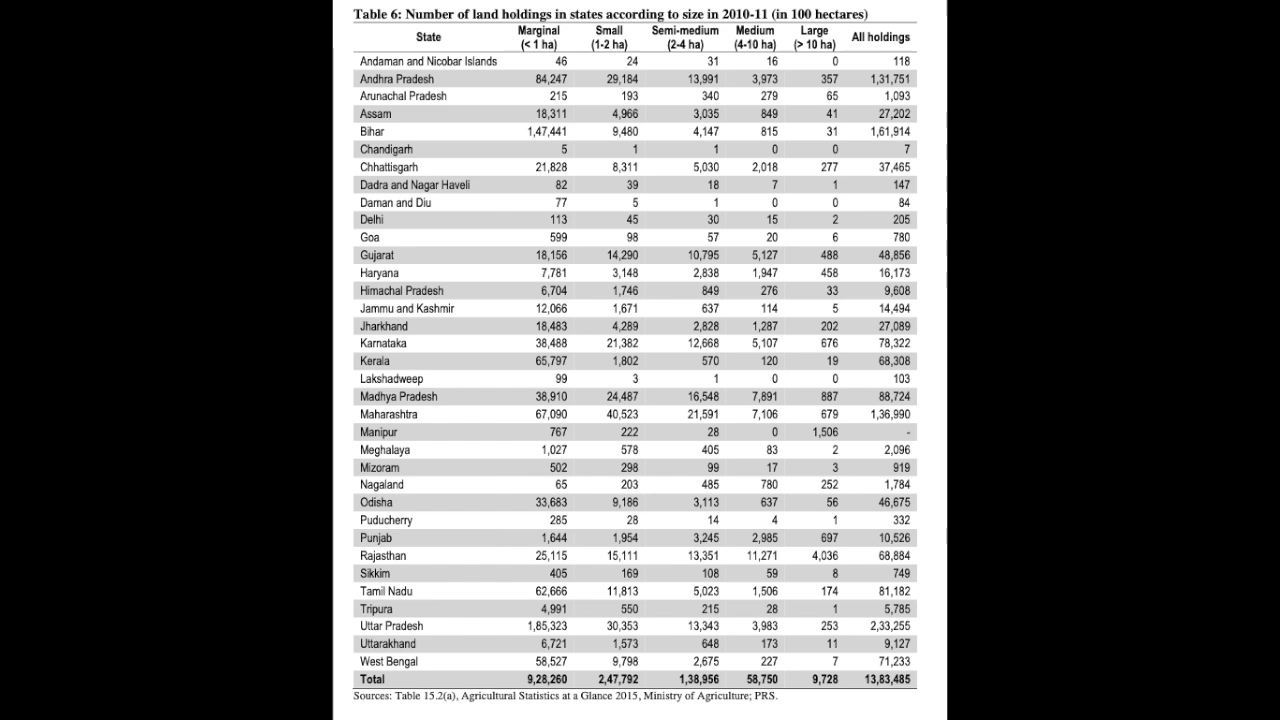 Table 6: Number of land holdings in states according to size in 2010-11 (in 100 hectares)
State Marginal (< 1 ha) Small (1-2 ha) Semi-medium (2-4 ha) Medium (4-10 ha) Large (> 10 ha) All holdings
Andaman and Nicobar Islands 46 24 31 16 0 118
Andhra Pradesh 84,247 29,184 13,991 3,973 357 1,31,751
Arunachal Pradesh 215 193 340 279 65 1,093
Assam 18,311 4,966 3,035 849 41 27,202
Bihar 1,47,441 9,480 4,147 815 31 1,61,914
Chandigarh 5 1 1 0 0 7
Chhattisgarh 21,828 8,311 5,030 2,018 277 37,465
Dadra and Nagar Haveli 82 39 18 7 1 147
Daman and Diu 77 5 1 0 0 84
Delhi 113 45 30 15 2 205
Goa 599 98 57 20 6 780
Gujarat 18,156 14,290 10,795 5,127 488 48,856
Haryana 7,781 3,148 2,838 1,947 458 16,173
Himachal Pradesh 6,704 1,746 849 276 33 9,608
Jammu and Kashmir 12,066 1,671 637 114 5 14,494
Jharkhand 18,483 4,289 2,828 1,287 202 27,089
Karnataka 38,488 21,382 12,668 5,107 676 78,322
Kerala 65,797 1,802 570 120 19 68,308
Lakshadweep 99 3 1 0 0 103
Madhya Pradesh 38,910 24,487 16,548 7,891 887 88,724
Maharashtra 67,090 40,523 21,591 7,106 679 1,36,990
Manipur 767 222 28 0 1,506 -
Meghalaya 1,027 578 405 83 2 2,096
Mizoram 502 298 99 17 3 919
Nagaland 65 203 485 780 252 1,784
Odisha 33,683 9,186 3,113 637 56 46,675
Puducherry 285 28 14 4 1 332
Punjab 1,644 1,954 3,245 2,985 697 10,526
Rajasthan 25,115 15,111 13,351 11,271 4,036 68,884
Sikkim 405 169 108 59 8 749
Tamil Nadu 62,666 11,813 5,023 1,506 174 81,182
Tripura 4,991 550 215 28 1 5,785
Uttar Pradesh 1,85,323 30,353 13,343 3,983 253 2,33,255
Uttarakhand 6,721 1,573 648 173 11 9,127
West Bengal 58,527 9,798 2,675 227 7 71,233
Total 9,28,260 2,47,792 1,38,956 58,750 9,728 13,83,485
Sources: Table 15.2(a), Agricultural Statistics at a Glance 2015, Ministry of Agriculture; PRS.